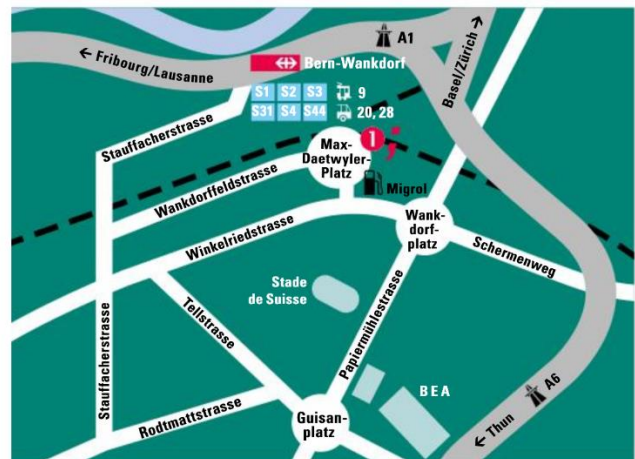 A1
← Fribourg/Lausanne
Basel/Zürich
Bern-Wankdorf
S1 S2 S3 9
S31 S4 S44 20, 28
Stauffacherstrasse
1
Max-
Daetwyler-
Platz
Wankdorffeldstrasse
Migrol
Winkelriedstrasse
Wank-
dorf-
platz
Schermenweg
Stade
de Suisse
Tellstrasse
Papiermühlestrasse
Stauffacherstrasse
BEA
A6
Rodtmattstrasse
Guisan-
platz
← Thun